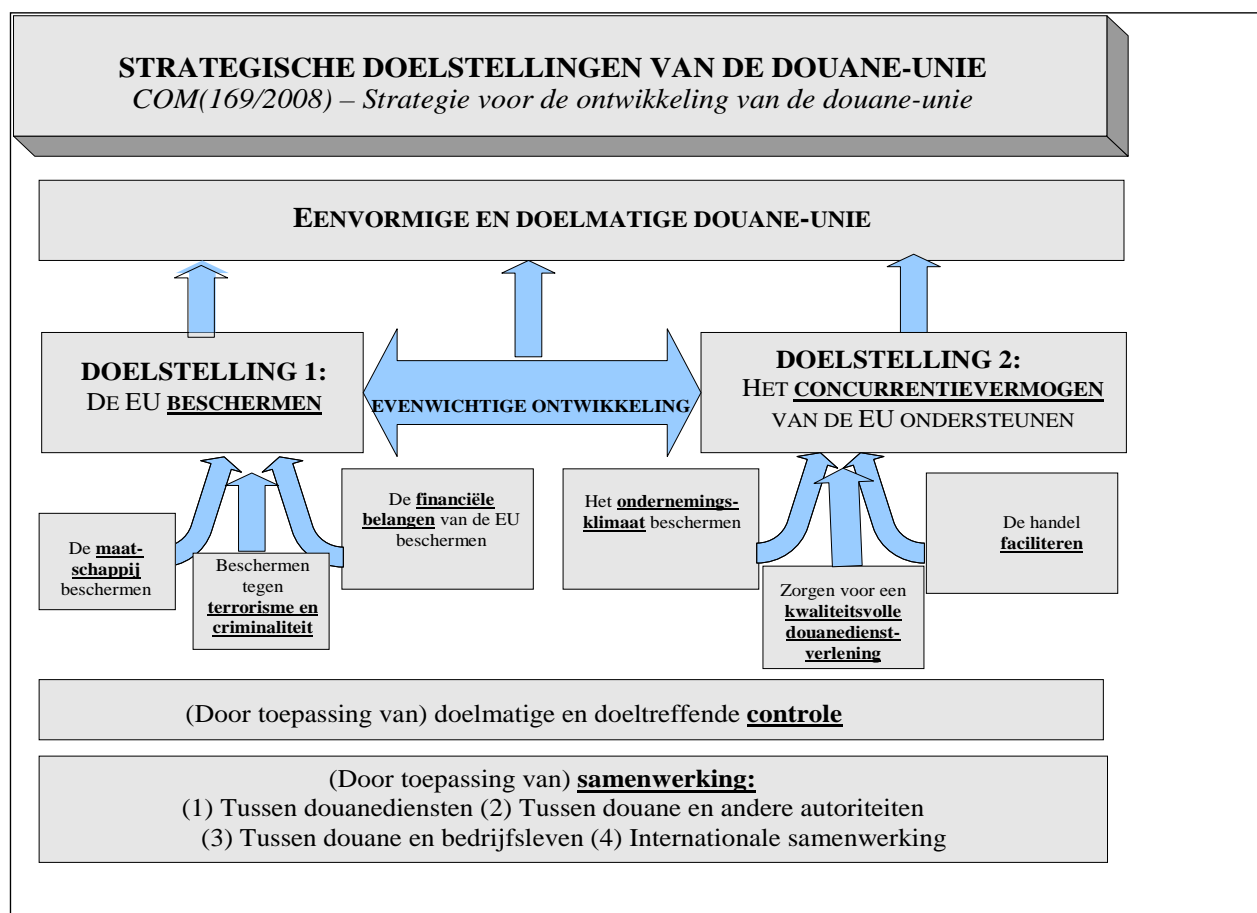 STRATEGISCHE DOELSTELLINGEN VAN DE DOUANE-UNIE
COM(169/2008) – Strategie voor de ontwikkeling van de douane-unie
EENVORMIGE EN DOELMATIGE DOUANE-UNIE
DOELSTELLING 1:
DE EU BESCHERMEN
EVENWICHTIGE ONTWIKKELING
DOELSTELLING 2:
HET CONCURRENTIEVERMOGEN
VAN DE EU ONDERSTEUNEN
De maat-
schappij
beschermen
Beschermen
tegen
terrorisme en
criminaliteit
De financiële
belangen van de EU
beschermen
Het ondernemings-
klimaat beschermen
Zorgen voor een
kwaliteitsvolle
douanedienst-
verlening
De handel
faciliteren
(Door toepassing van) doelmatige en doeltreffende controle
(Door toepassing van) samenwerking:
(1) Tussen douanediensten (2) Tussen douane en andere autoriteiten
(3) Tussen douane en bedrijfsleven (4) Internationale samenwerking